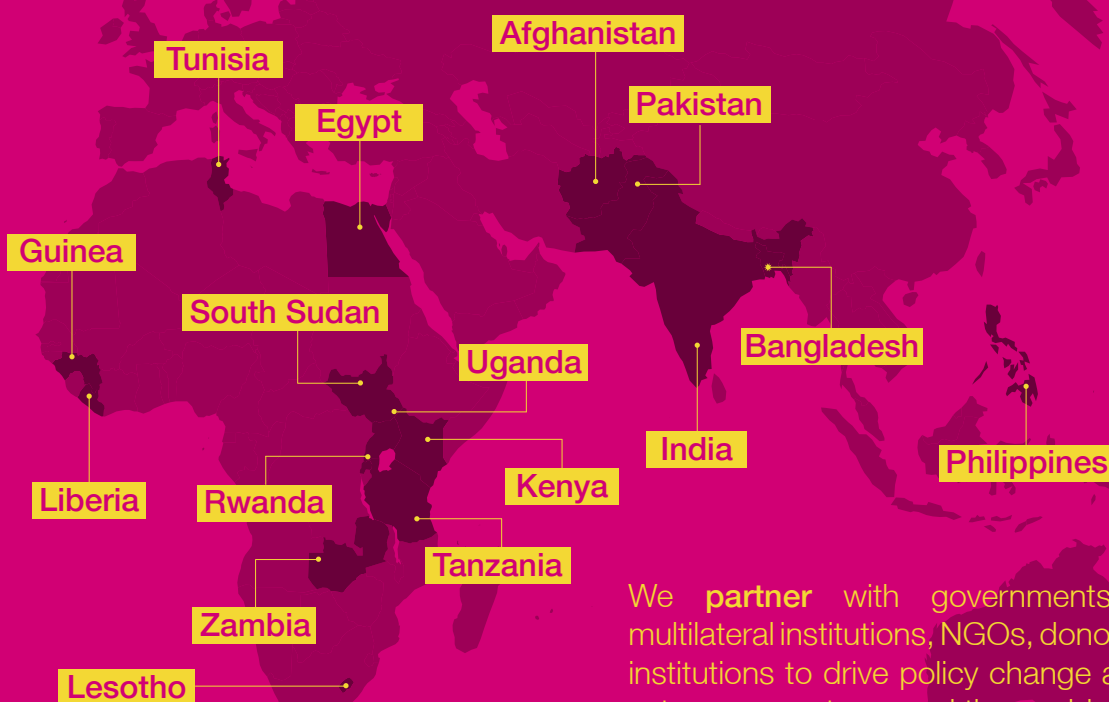 Afghanistan
Tunisia
Pakistan
Egypt
Guinea
South Sudan
Bangladesh
Uganda
India
Philippines
Kenya
Liberia
Rwanda
Tanzania
We partner with governments
multilateral institutions, NGOs, dono
Zambia
institutions to drive policy change a
Lesotho